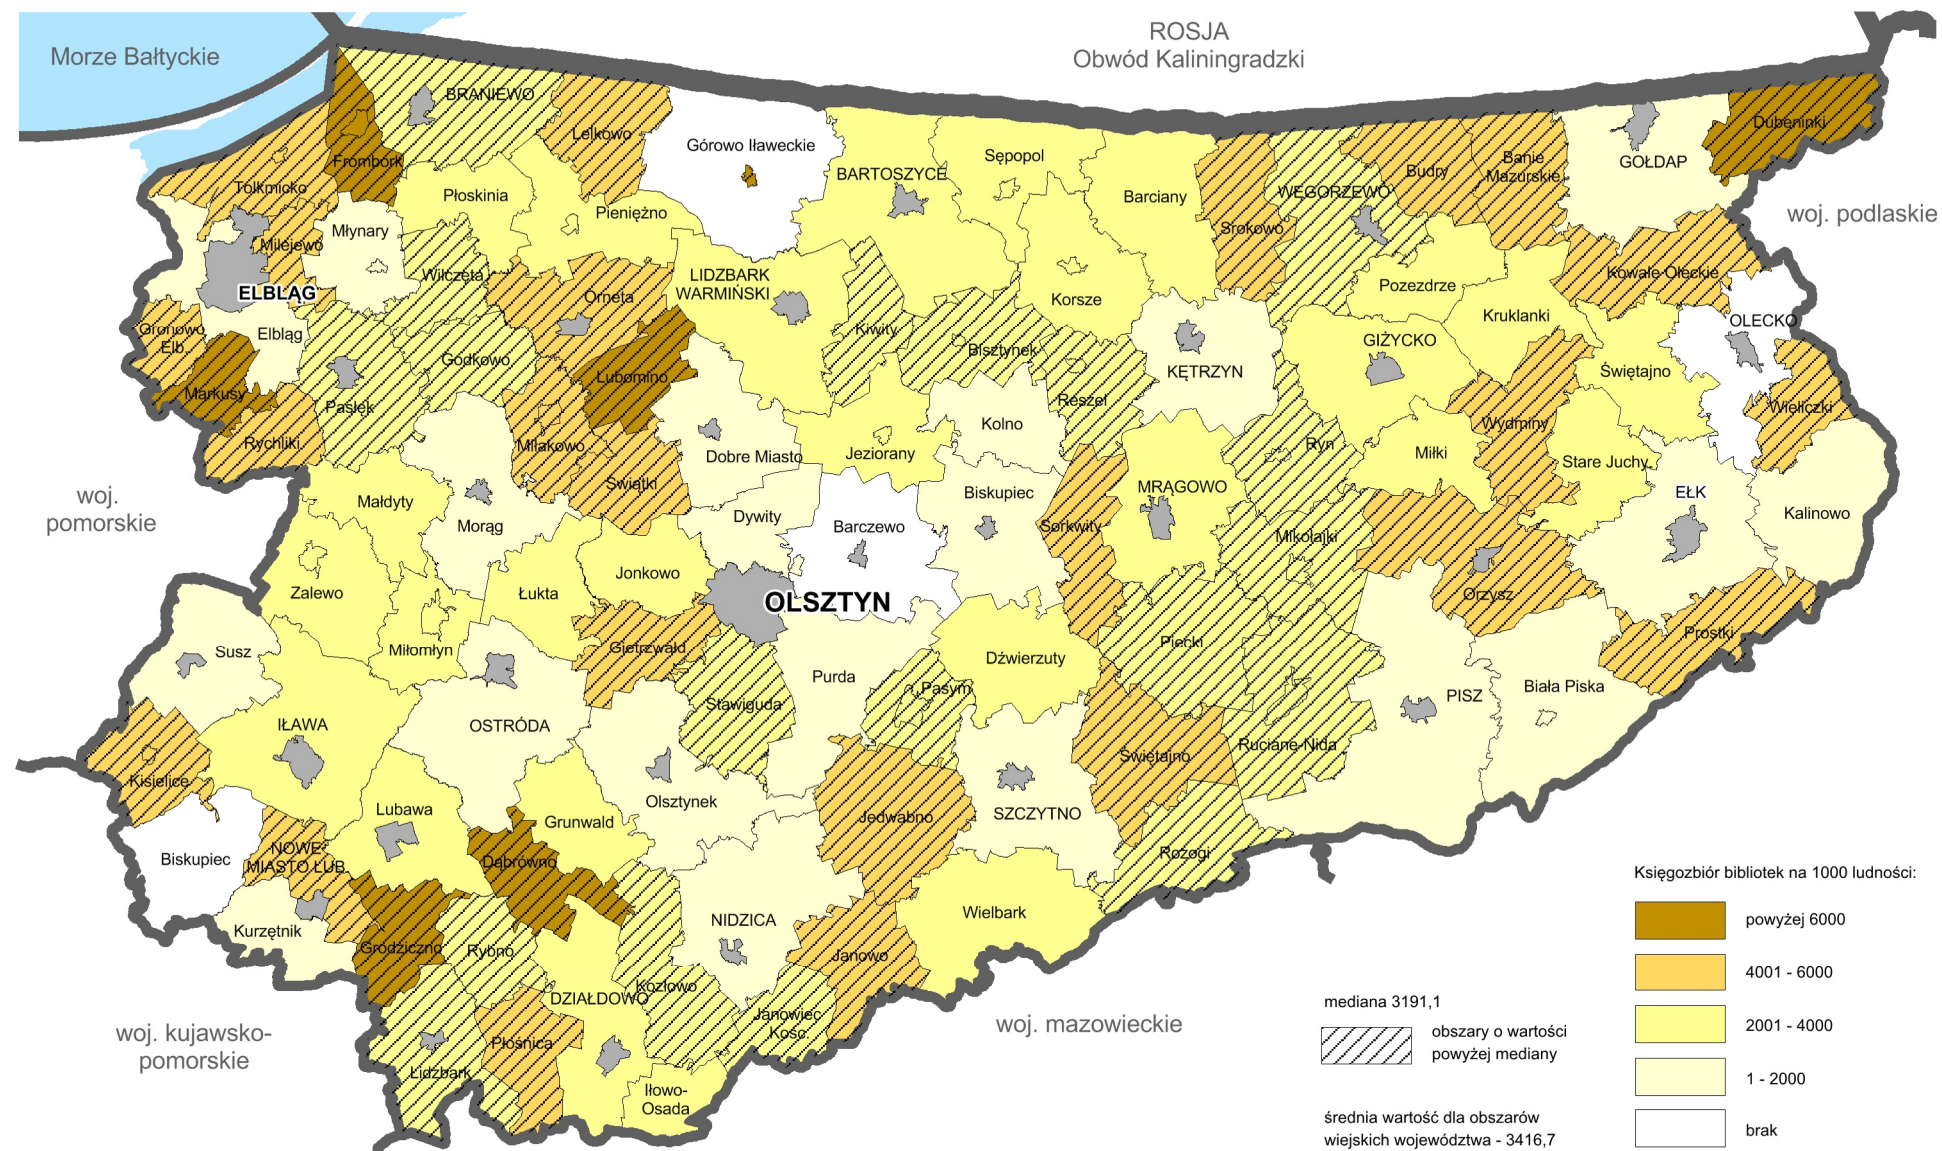 Morze Bałtyckie
ROSJA
Obwód Kaliningradzki
woj. podlaskie
woj.
pomorskie
woj. kujawsko-
pomorskie
woj. mazowieckie
BRANIEWO
Lelkowo
Górowo Iławeckie
Frombork
Tolkmicko
Płoskinia
Pieniężno
BARTOSZYCE
Sępopol
Barciany
Srokowo
WĘGORZEWO
Budry
Banie
Mazurskie
GOŁDAP
Dubeninki
Młynary
Milejewo
Wilczęta
ELBLĄG
Elbląg
Gronowo
Elb.
Markusy
Rychliki
Pasłęk
Godkowo
Orneta
Lubomino
LIDZBARK
WARMIŃSKI
Kiwity
Bisztynek
Korsze
Reszel
KĘTRZYN
Pozezdrze
Kruklanki
GIŻYCKO
Kowale Oleckie
OLECKO
Świętajno
Wieliczki
Wydminy
Miłki
Ryn
Stare Juchy
EŁK
Kalinowo
Miłakowo
Świątki
Dobre Miasto
Jeziorany
Kolno
Biskupiec
Sorkwity
MRĄGOWO
Mikołajki
Orzysz
Prostki
Małdyty
Morąg
Dywity
Barczewo
Zalewo
Łukta
Jonkowo
OLSZTYN
Susz
Miłomłyn
Gietrzwałd
Stawiguda
Purda
Pasym
Dźwierzuty
Piecki
Ruciane-Nida
PISZ
Biała Piska
Kisielice
IŁAWA
OSTRÓDA
Olsztynek
Świętajno
SZCZYTNO
Jedwabno
Rozogi
Lubawa
Grunwald
Dąbrówno
Biskupiec
NOWE
MIASTO LUB.
Kurzętnik
Grodziczno
Rybno
NIDZICA
Wielbark
Janowo
DZIAŁDOWO
Kozłowo
Janowiec
Kośc.
Płośnica
Lidzbark
Iłowo-
Osada
mediana 3191,1
obszary o wartości
powyżej mediany
średnia wartość dla obszarów
wiejskich województwa - 3416,7
Księgozbiór bibliotek na 1000 ludności:
powyżej 6000
4001 - 6000
2001 - 4000
1 - 2000
brak